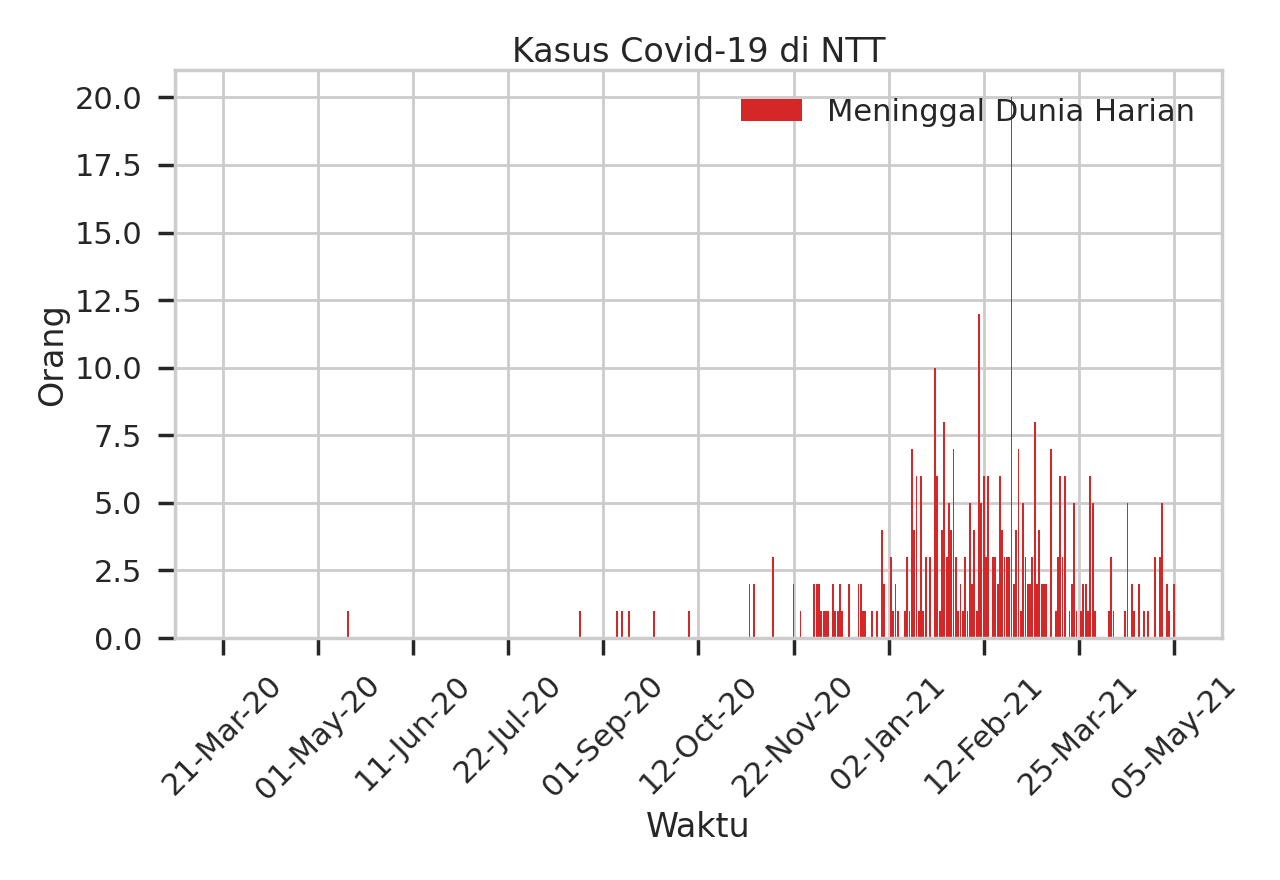 Kasus Covid-19 di NTT
Meninggal Dunia Harian
Orang
20.0
17.5
15.0
12.5
10.0
7.5
5.0
2.5
0.0
21-Mar-20
01-May-20
11-Jun-20
22-Jul-20
01-Sep-20
12-Oct-20
22-Nov-20
02-Jan-21
12-Feb-21
25-Mar-21
05-May-21
Waktu